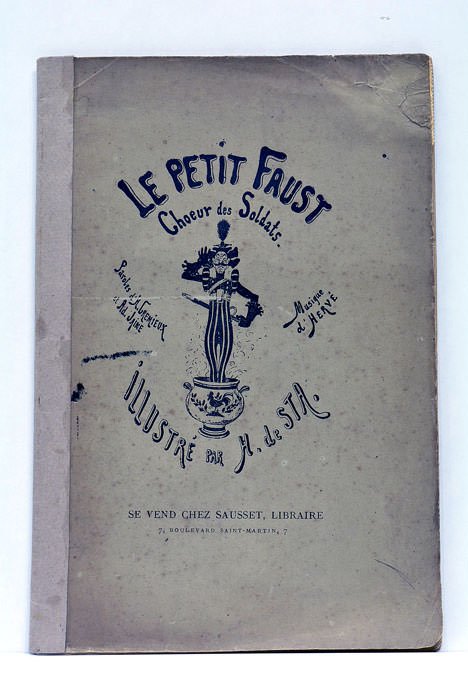 LE PETIT FAUST
Choeur des Soldats.
Paroles d'H. CREMIEUX
et Ad. JAIME
Musique
d'HERVÉ
ILLUSTRÉ PAR H. de STA.
SE VEND CHEZ SAUSSET, LIBRAIRE
7, BOULEVARD SAINT-MARTIN, 7